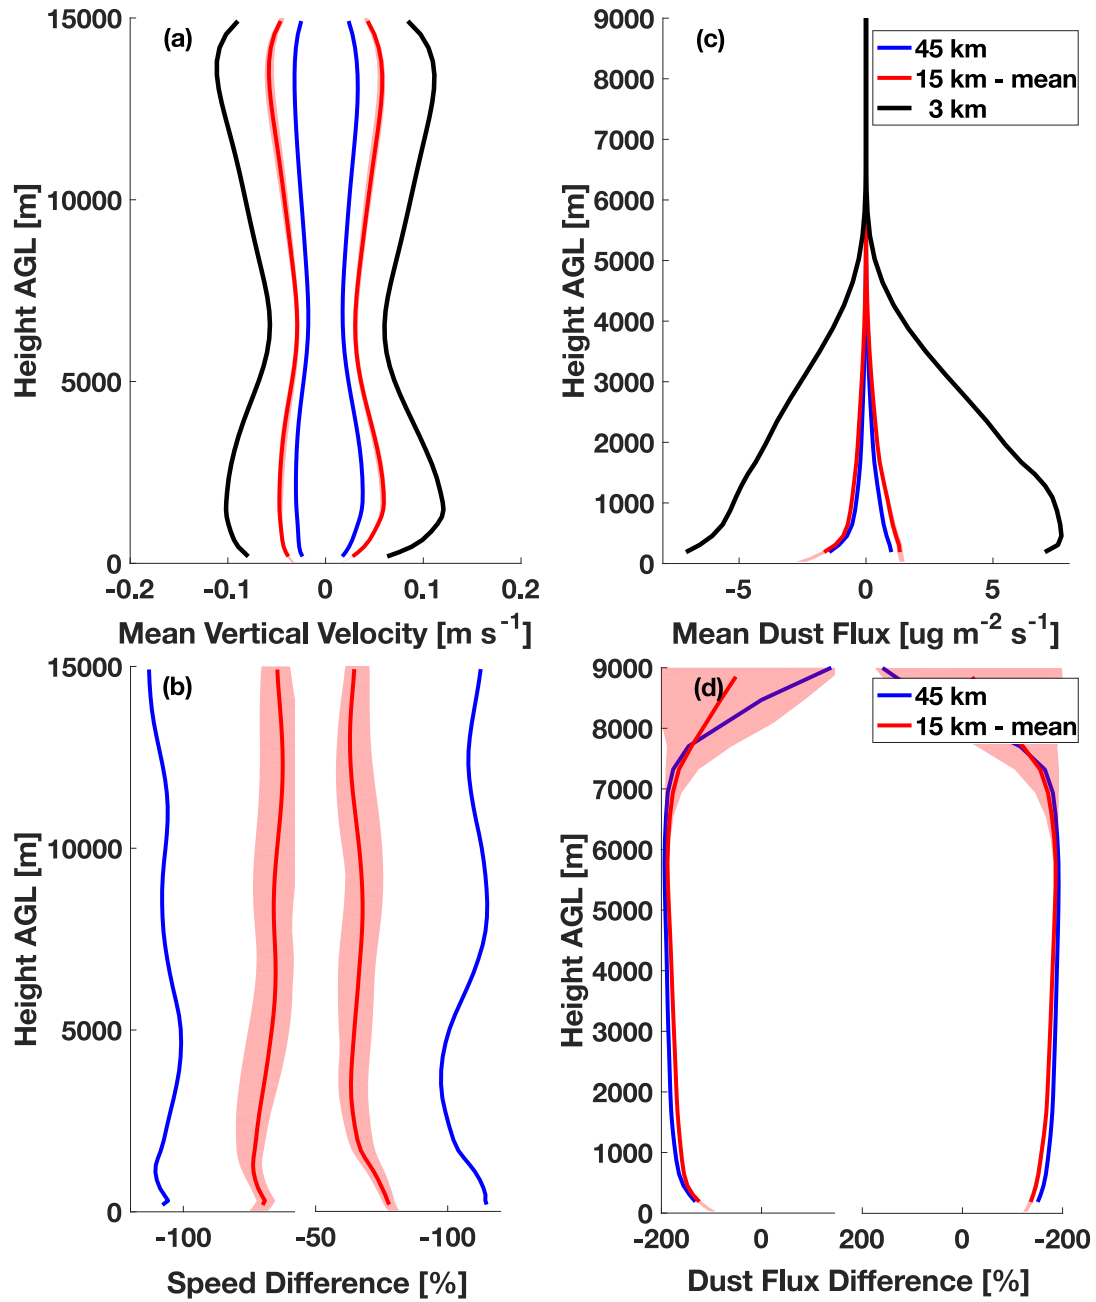 (a)
15000
10000
5000
0
Height AGL [m]
-0.2 -0.1 0 0.1 0.2
Mean Vertical Velocity [m s-1]
(c)
45 km
15 km - mean
3 km
9000
8000
7000
6000
5000
4000
3000
2000
1000
0
Height AGL [m]
-5 0 5
Mean Dust Flux [ug m-2 s-1]
(b)
15000
10000
5000
0
Height AGL [m]
-100 -50 -100
Speed Difference [%]
(d)
45 km
15 km - mean
9000
8000
7000
6000
5000
4000
3000
2000
1000
0
Height AGL [m]
-200 0 200 0 -200
Dust Flux Difference [%]